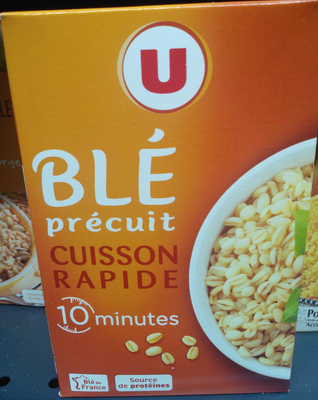 U
BLÉ
précuit
CUISSON
RAPIDE
10 minutes
Blé de
France
Source
de protéines